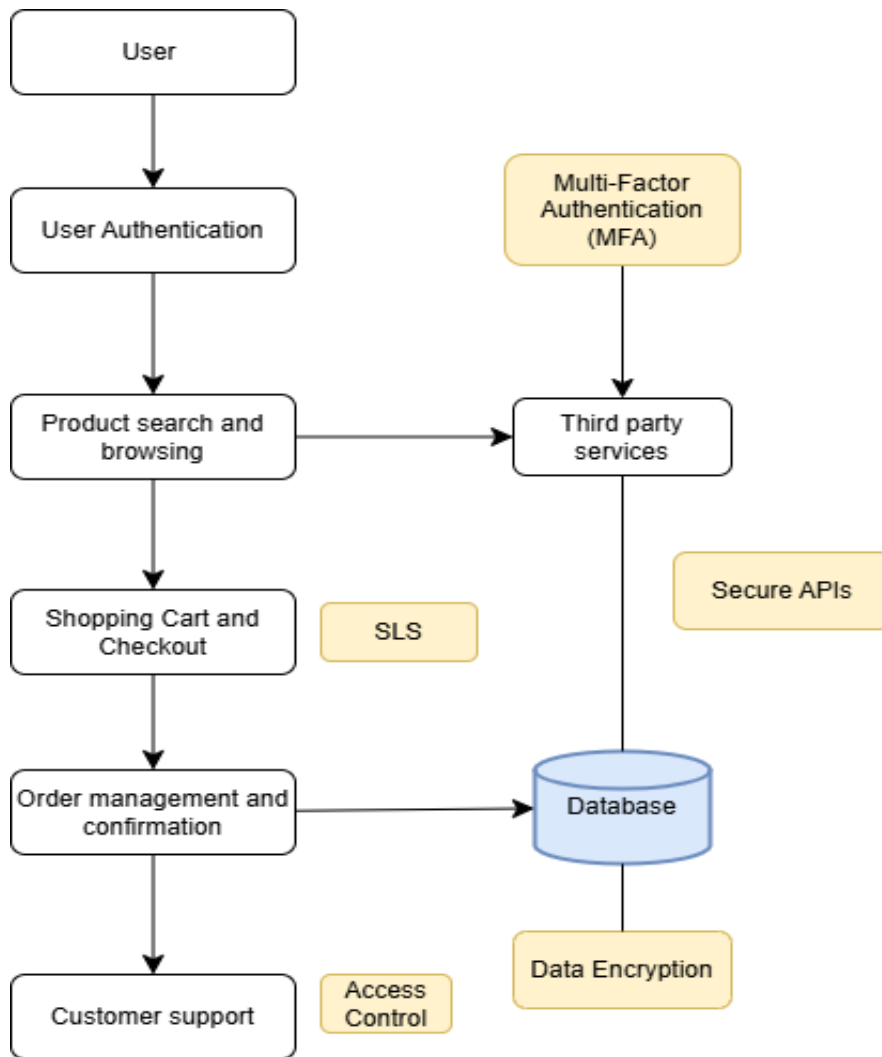 User
User Authentication
Multi-Factor
Authentication
(MFA)
Product search and
browsing
Third party
services
Shopping Cart and
Checkout
SLS
Secure APIs
Order management and
confirmation
Database
Data Encryption
Customer support
Access
Control